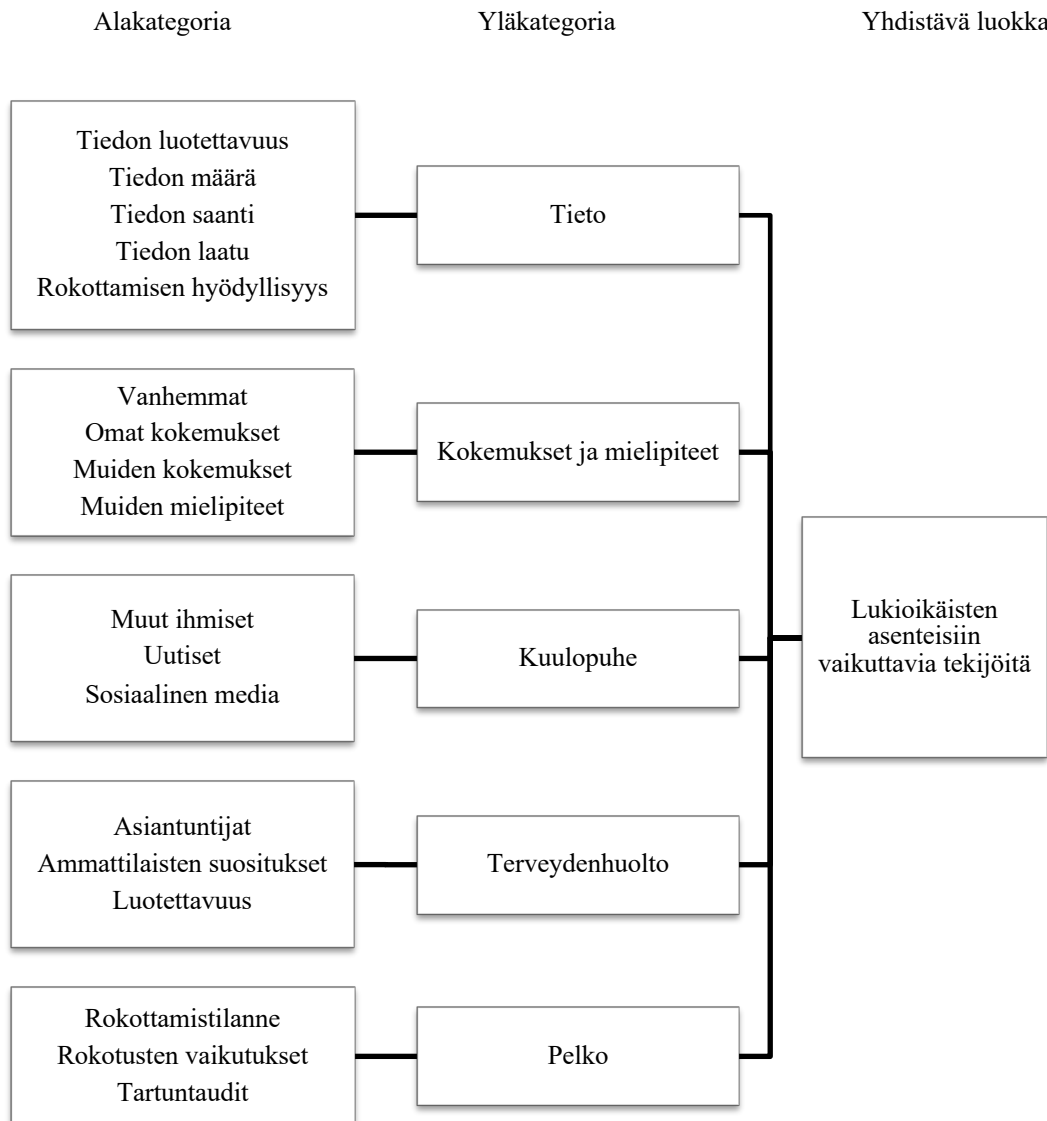 Alakategoria
Yläkategoria
Yhdistävä luokka
Tiedon luotettavuus
Tiedon määrä
Tiedon saanti
Tiedon laatu
Rokottamisen hyödyllisyys
Tieto
Vanhemmat
Omat kokemukset
Muiden kokemukset
Muiden mielipiteet
Kokemukset ja mielipiteet
Muut ihmiset
Uutiset
Sosiaalinen media
Kuulopuhe
Lukioikäisten
asenteisiin
vaikuttavia tekijöitä
Asiantuntijat
Ammattilaisten suositukset
Luotettavuus
Terveydenhuolto
Rokottamistilanne
Rokotusten vaikutukset
Tartuntaudit
Pelko